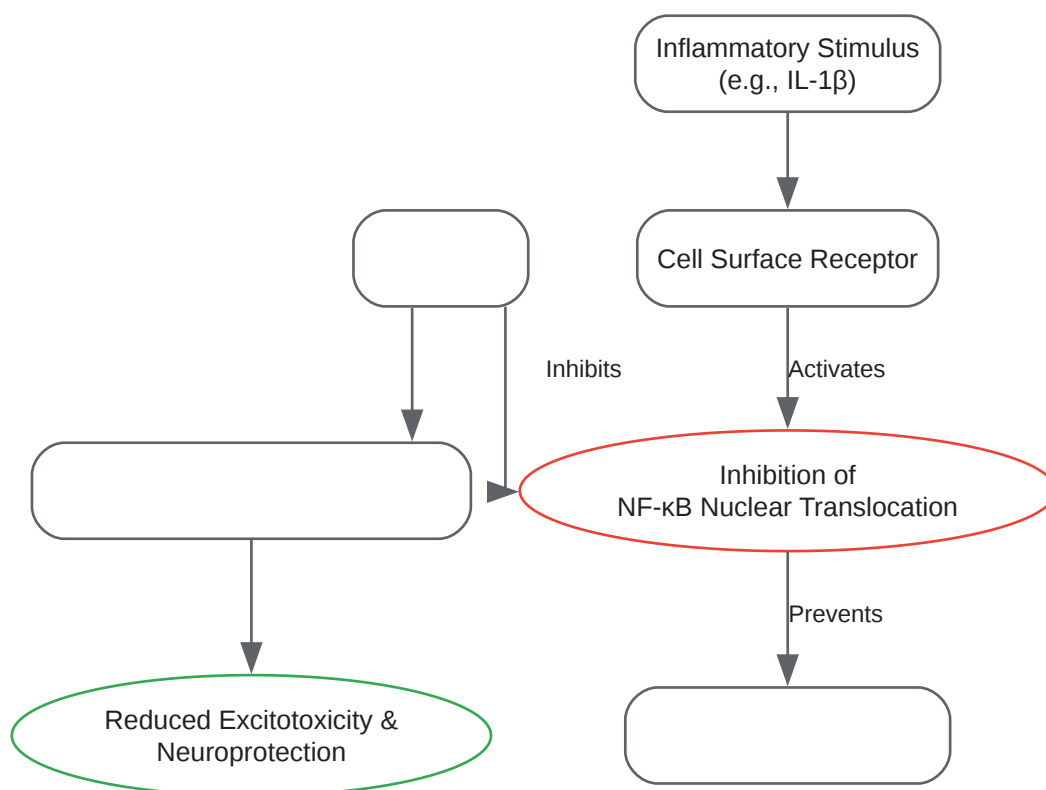 Inflammatory Stimulus
(e.g., IL-1β)
Cell Surface Receptor
Inhibits
Activates
Inhibition of
NF-κB Nuclear Translocation
Prevents
Reduced Excitotoxicity &
Neuroprotection